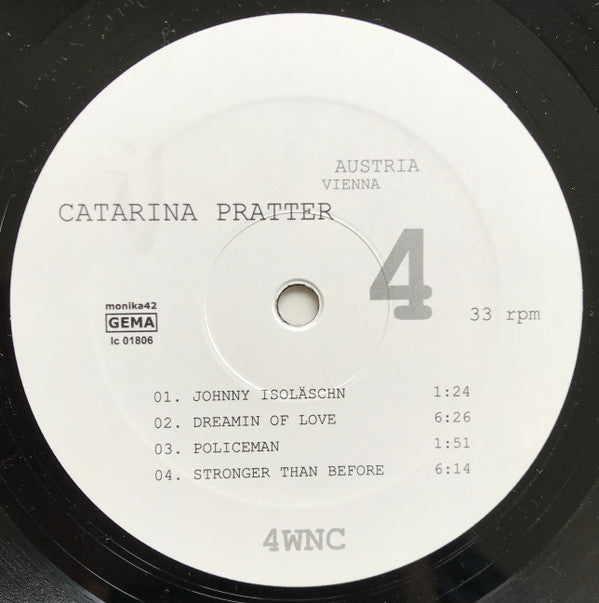 AUSTRIA
VIENNA
CATARINA PRATTER
4
33 rpm
monika42
GEMA
lc 01806
01. JOHNNY ISOLÄSCHN 1:24
02. DREAMIN OF LOVE 6:26
03. POLICEMAN 1:51
04. STRONGER THAN BEFORE 6:14
4WNC